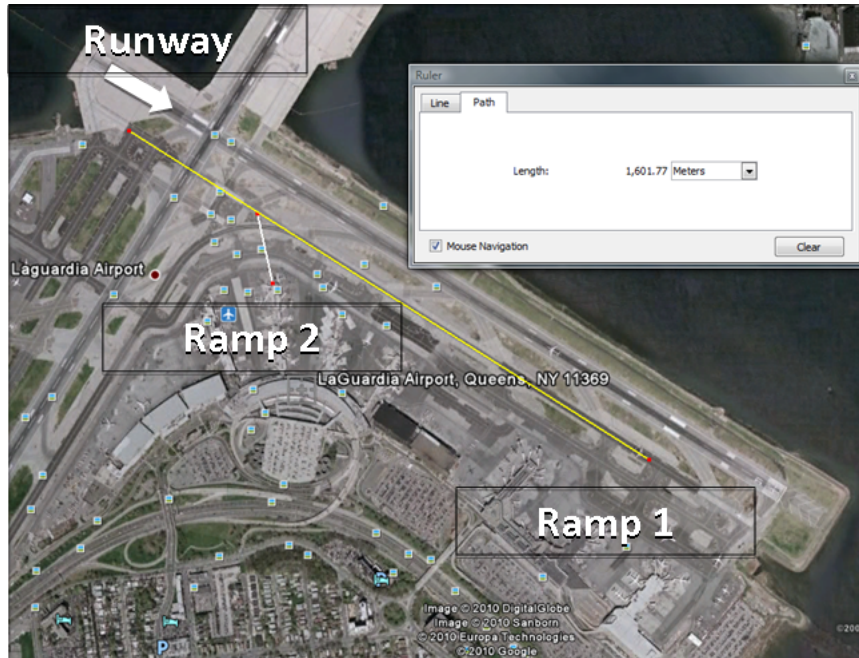 Runway
Ruler
Line
Path
Length:
1,601.77
Meters
Mouse Navigation
Clear
Laguardia Airport
Ramp 2
LaGuardia Airport, Queens, NY 11369
Ramp 1
Image © 2010 DigitalGlobe
Image © 2010 Sanborn
© 2010 Europa Technologies
© 2010 Google
©200
P